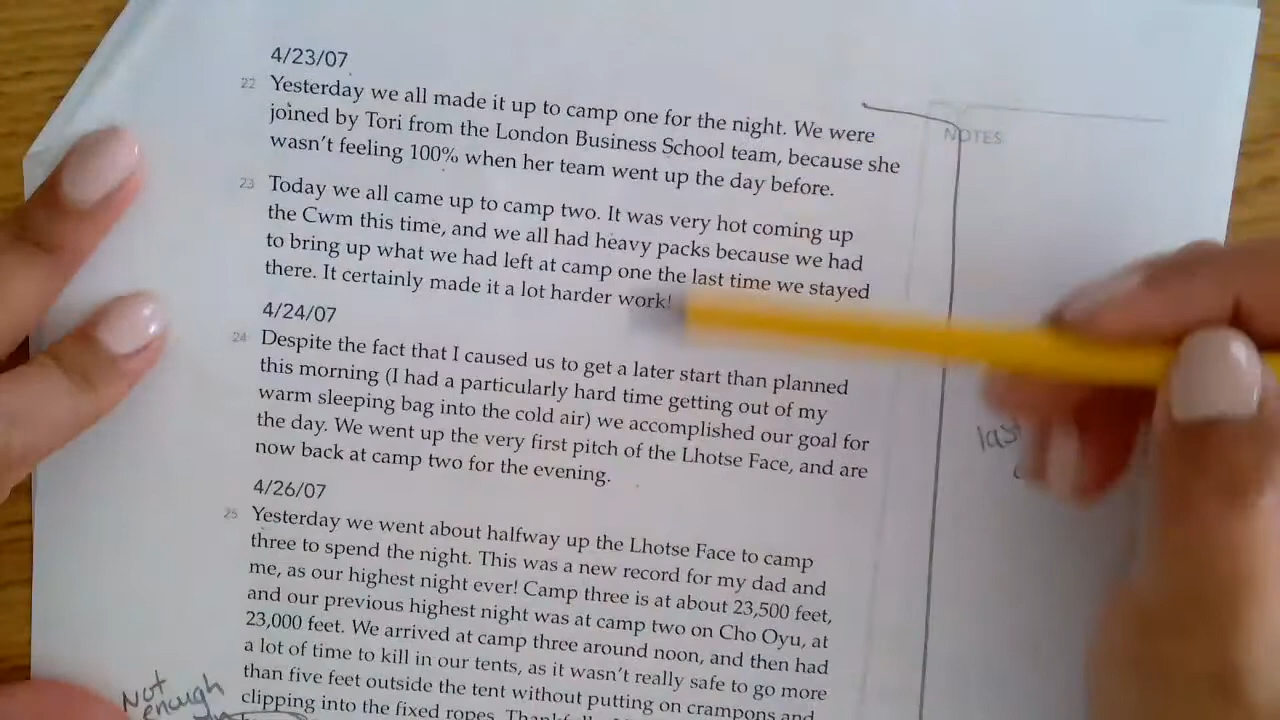 4/23/07
22 Yesterday we all made it up to camp one for the night. We were
joined by Tori from the London Business School team, because she
wasn't feeling 100% when her team went up the day before.
NOTES
23 Today we all came up to camp two. It was very hot coming up
the Cwm this time, and we all had heavy packs because we had
to bring up what we had left at camp one the last time we stayed
there. It certainly made it a lot harder work!
4/24/07
24 Despite the fact that I caused us to get a later start than planned
this morning (I had a particularly hard time getting out of my
warm sleeping bag into the cold air) we accomplished our goal for
the day. We went up the very first pitch of the Lhotse Face, and are
now back at camp two for the evening.
4/26/07
25 Yesterday we went about halfway up the Lhotse Face to camp
three to spend the night. This was a new record for my dad and
me, as our highest night ever! Camp three is at about 23,500 feet,
and our previous highest night was at camp two on Cho Oyu, at
23,000 feet. We arrived at camp three around noon, and then had
a lot of time to kill in our tents, as it wasn't really safe to go more
than five feet outside the tent without putting on crampons and
clipping into the fixed ropes.
Not
enough